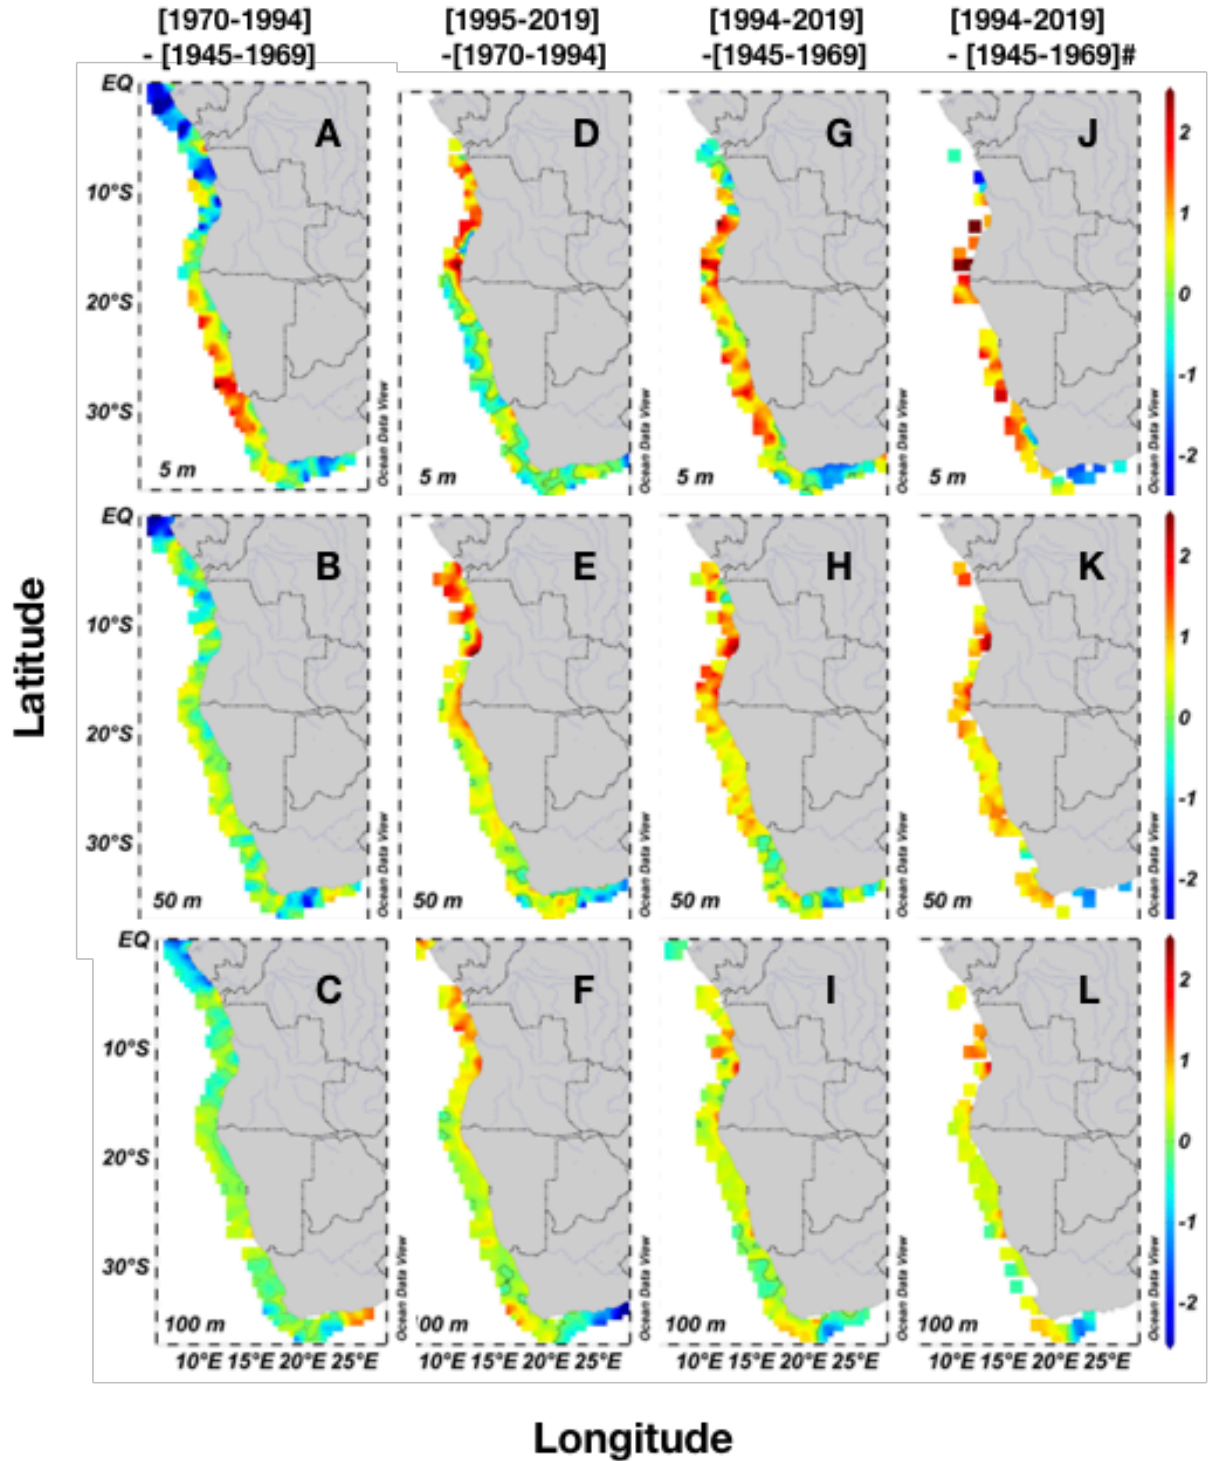 [1970-1994] [1995-2019] [1994-2019] [1994-2019]
- [1945-1969] -[1970-1994] -[1945-1969] - [1945-1969]#
EQ
A D G J
2
10°S
1
20°S
0
-1
30°S
-2
5 m 5 m 5 m 5 m
Ocean Data View Ocean Data View Ocean Data View Ocean Data View
EQ
B E H K
2
10°S
1
20°S
0
-1
30°S
-2
50 m 50 m 50 m 50 m
Ocean Data View Ocean Data View Ocean Data View Ocean Data View
EQ
C F I L
2
10°S
1
20°S
0
-1
30°S
-2
100 m 100 m 100 m 100 m
Ocean Data View Ocean Data View Ocean Data View Ocean Data View
10°E 15°E 20°E 25°E 10°E 15°E 20°E 25°E 10°E 15°E 20°E 25°E 10°E 15°E 20°E 25°E
Latitude
Longitude